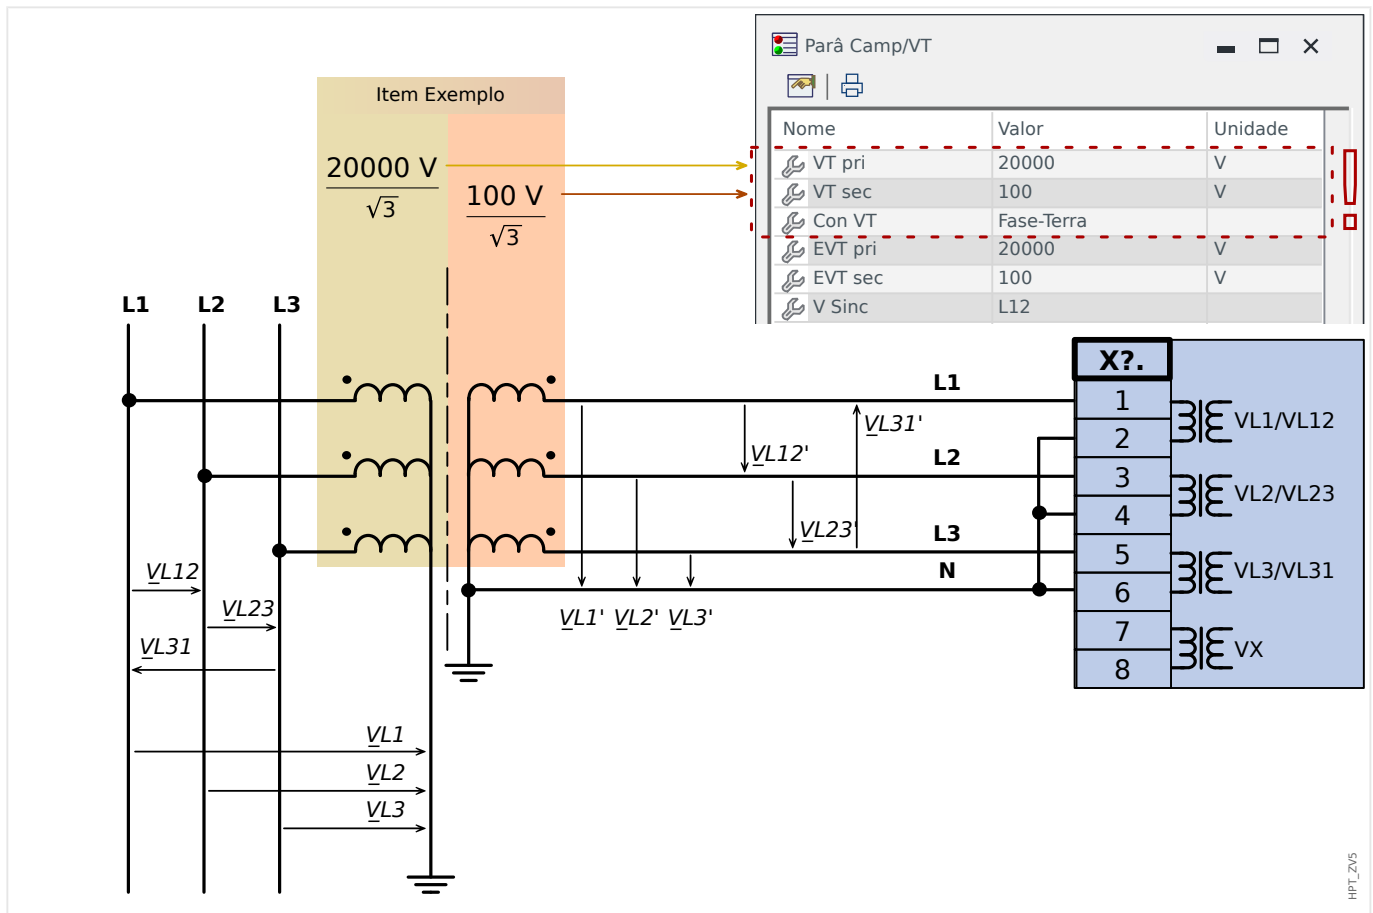 Parâ Camp/VT
Nome Valor Unidade
VT pri 20000 V
VT sec 100 V
Con VT Fase-Terra
EVT pri 20000 V
EVT sec 100 V
V Sinc L12
Item Exemplo
20000 V
√3
100 V
√3
L1 L2 L3
L1
L2
L3
N
VL12'
VL31'
VL23'
VL1' VL2' VL3'
VL12
VL23
VL31
VL1
VL2
VL3
X?.
1
2
3
4
5
6
7
8
VL1/VL12
VL2/VL23
VL3/VL31
VX
HPT_ZV5